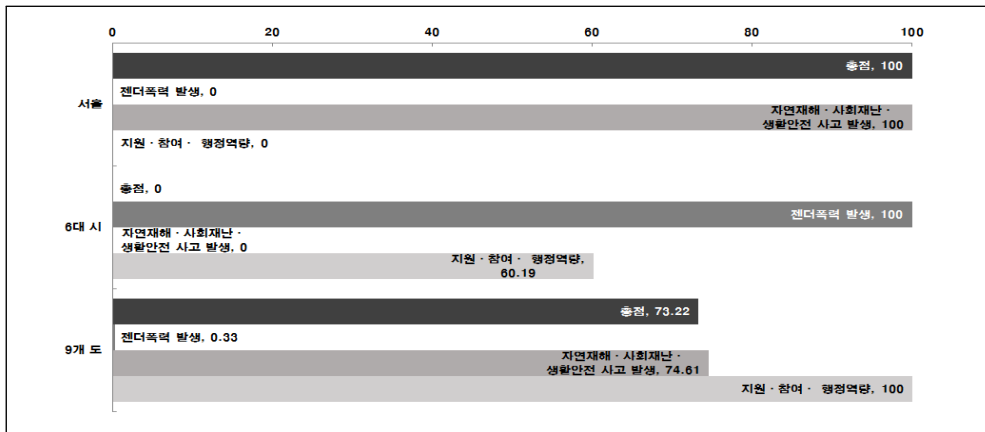 0 20 40 60 80 100
총점, 100
젠더폭력 발생, 0
서울
자연재해 · 사회재난 ·
생활안전 사고 발생, 100
지원 · 참여 · 행정역량, 0
총점, 0
젠더폭력 발생, 100
6대 시
자연재해 · 사회재난 ·
생활안전 사고 발생, 0
지원 · 참여 · 행정역량,
60.19
총점, 73.22
젠더폭력 발생, 0.33
9개 도
자연재해 · 사회재난 ·
생활안전 사고 발생, 74.61
지원 · 참여 · 행정역량, 100